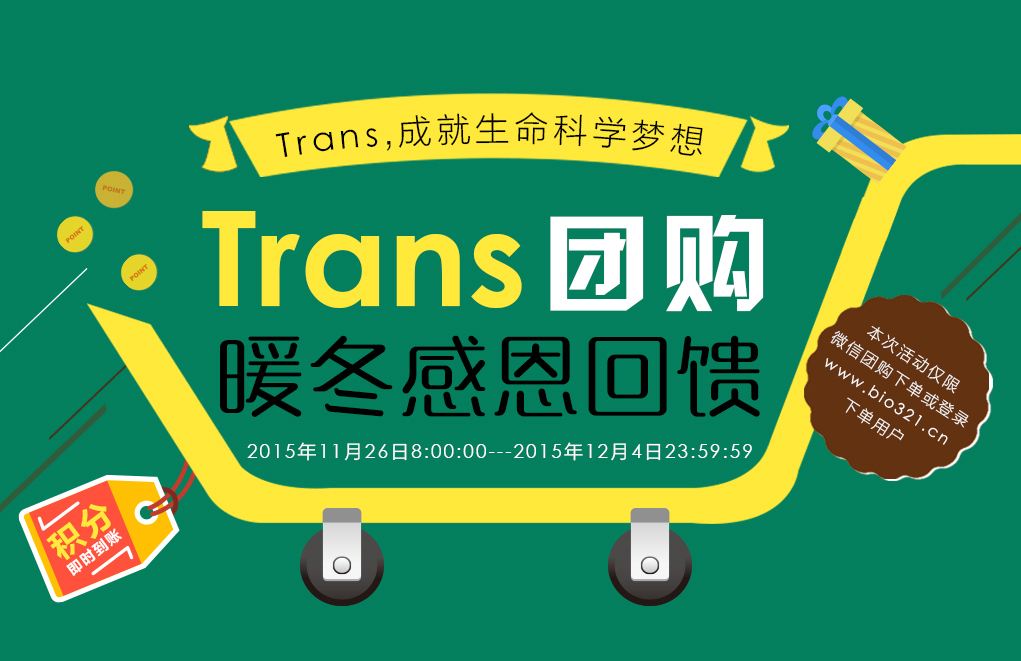 Trans,成就生命科学梦想
POINT
POINT
POINT
Trans 团购
暖冬感恩回馈
2015年11月26日8:00:00---2015年12月4日23:59:59
本次活动仅限
微信团购下单或登录
www.bio321.cn
下单用户
积分
即时到账